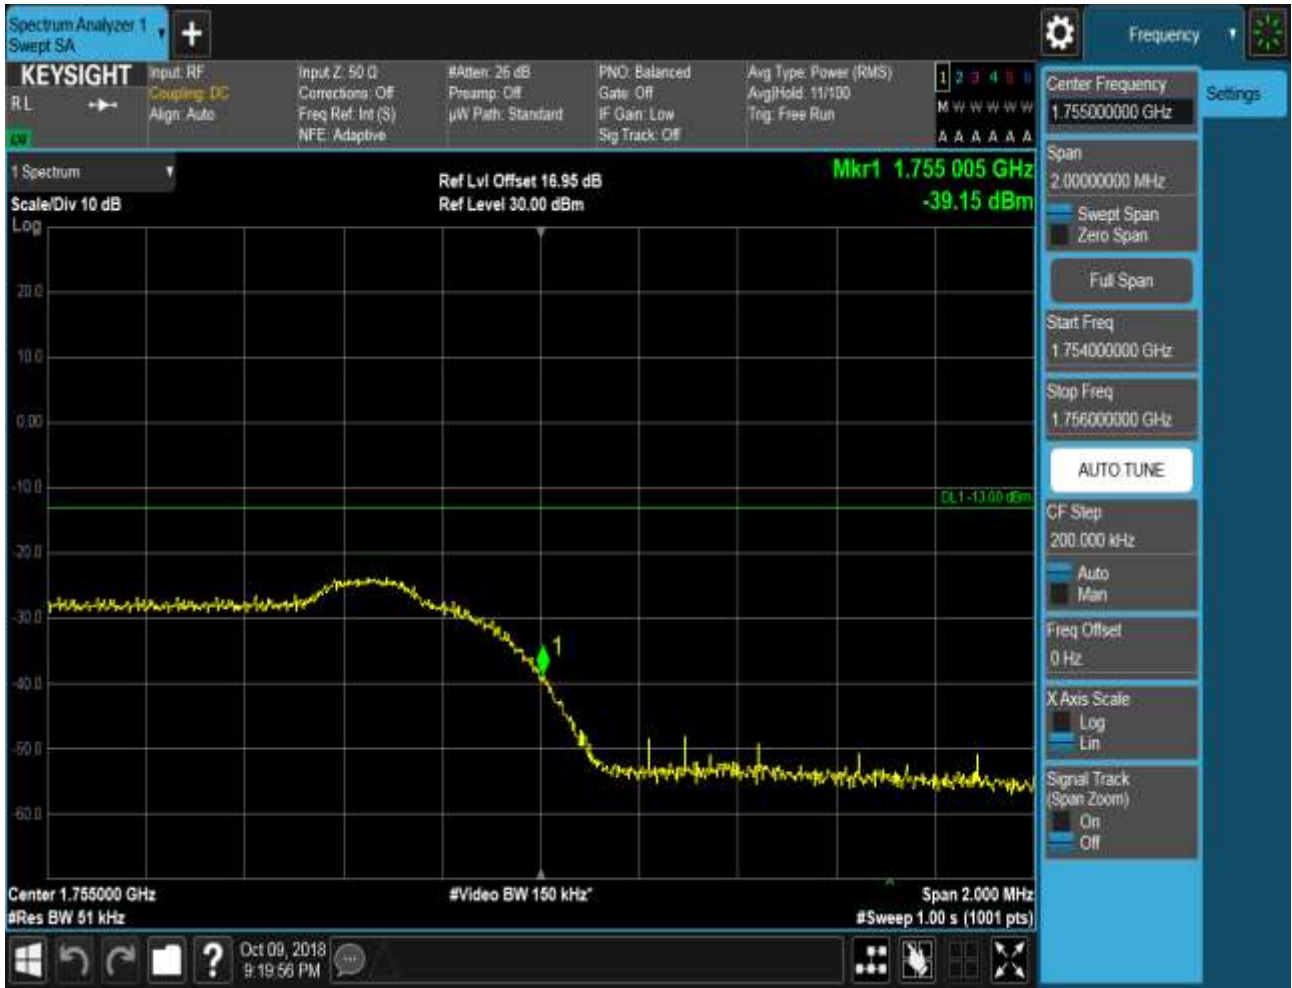 Spectrum Analyzer 1
Swept SA
Frequency
KEYSIGHT
R L
Input: RF
Coupling: DC
Align: Auto
Input Z: 50 Ω
Corrections: Off
Freq Ref: Int (S)
NFE: Adaptive
#Atten: 26 dB
Preamp: Off
µW Path: Standard
PNO: Balanced
Gate: Off
IF Gain: Low
Sig Track: Off
Avg Type: Power (RMS)
Avg|Hold: 11/100
Trig: Free Run
1 2 3 4 5 6
M W W W W W
A A A A A A
1 Spectrum
Scale/Div 10 dB
Log
Ref Lvl Offset 16.95 dB
Ref Level 30.00 dBm
Mkr1 1.755 005 GHz
-39.15 dBm
20.0
10.0
0.00
-10.0
-20.0
-30.0
-40.0
-50.0
-60.0
DL1 -13.00 dBm
1
Center 1.755000 GHz
#Res BW 51 kHz
#Video BW 150 kHz*
Span 2.000 MHz
#Sweep 1.00 s (1001 pts)
Oct 09, 2018
9:19:56 PM
Center Frequency
1.755000000 GHz
Span
2.00000000 MHz
Swept Span
Zero Span
Full Span
Start Freq
1.754000000 GHz
Stop Freq
1.756000000 GHz
AUTO TUNE
CF Step
200.000 kHz
Auto
Man
Freq Offset
0 Hz
X Axis Scale
Log
Lin
Signal Track
(Span Zoom)
On
Off
Settings